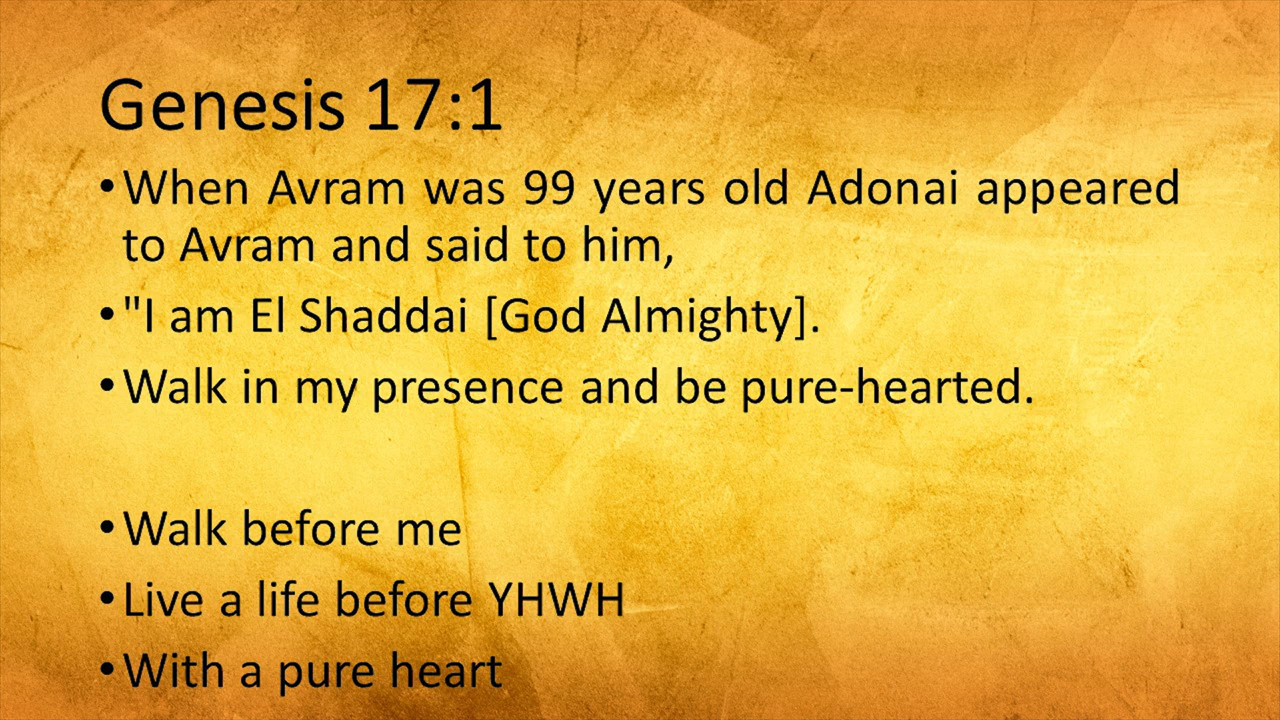 Genesis 17:1
• When Avram was 99 years old Adonai appeared
to Avram and said to him,
• "I am El Shaddai [God Almighty].
• Walk in my presence and be pure-hearted.
• Walk before me
• Live a life before YHWH
• With a pure heart